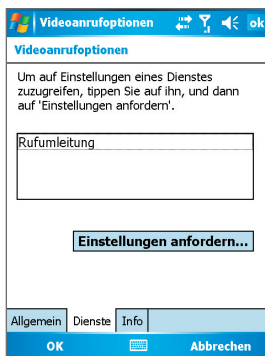 Videoanrufoptionen ok
Videoanrufoptionen
Um auf Einstellungen eines Dienstes
zuzugreifen, tippen Sie auf ihn, und dann
auf 'Einstellungen anfordern'.
Rufumleitung
Einstellungen anfordern...
Allgemein Dienste Info
OK Abbrechen